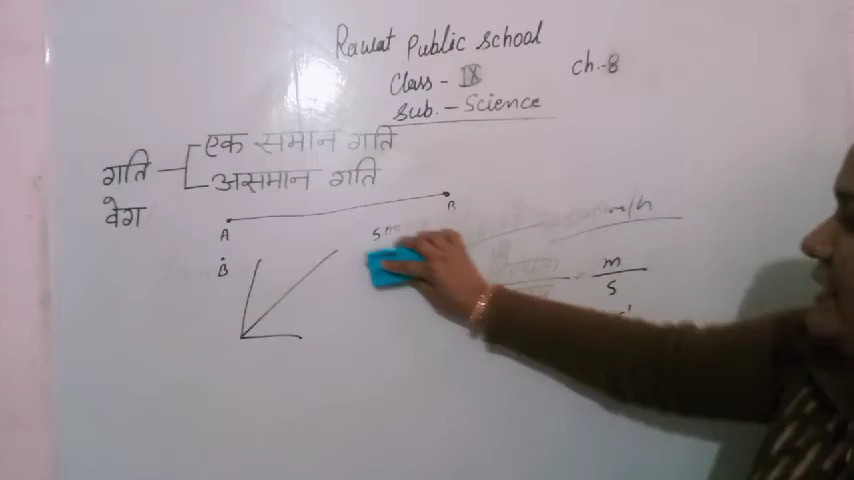 Rawat Public School
Class - IX
ch.-8
Sub. - Science
एक समान गति
गति
असमान गति
वेग
A
B
B
m/h
m
s